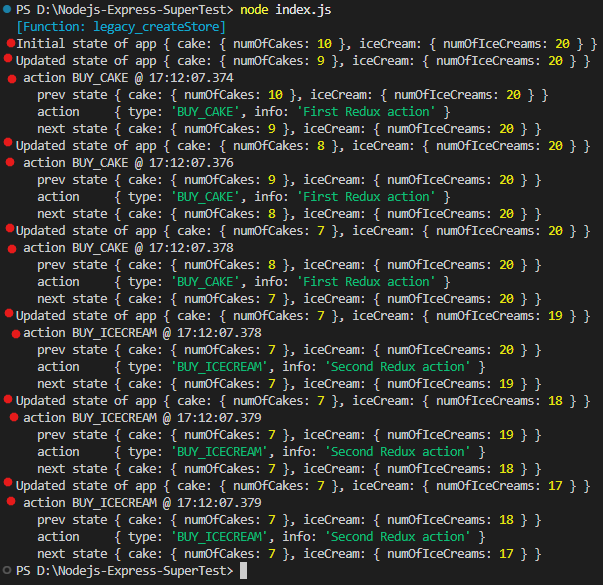 PS D:\Nodejs-Express-SuperTest> node index.js
[Function: legacy_createStore]
Initial state of app { cake: { numOfCakes: 10 }, iceCream: { numOfIceCreams: 20 } }
Updated state of app { cake: { numOfCakes: 9 }, iceCream: { numOfIceCreams: 20 } }
action BUY_CAKE @ 17:12:07.374
prev state { cake: { numOfCakes: 10 }, iceCream: { numOfIceCreams: 20 } }
action     { type: 'BUY_CAKE', info: 'First Redux action' }
next state { cake: { numOfCakes: 9 }, iceCream: { numOfIceCreams: 20 } }
Updated state of app { cake: { numOfCakes: 8 }, iceCream: { numOfIceCreams: 20 } }
action BUY_CAKE @ 17:12:07.376
prev state { cake: { numOfCakes: 9 }, iceCream: { numOfIceCreams: 20 } }
action     { type: 'BUY_CAKE', info: 'First Redux action' }
next state { cake: { numOfCakes: 8 }, iceCream: { numOfIceCreams: 20 } }
Updated state of app { cake: { numOfCakes: 7 }, iceCream: { numOfIceCreams: 20 } }
action BUY_CAKE @ 17:12:07.378
prev state { cake: { numOfCakes: 8 }, iceCream: { numOfIceCreams: 20 } }
action     { type: 'BUY_CAKE', info: 'First Redux action' }
next state { cake: { numOfCakes: 7 }, iceCream: { numOfIceCreams: 20 } }
Updated state of app { cake: { numOfCakes: 7 }, iceCream: { numOfIceCreams: 19 } }
action BUY_ICECREAM @ 17:12:07.378
prev state { cake: { numOfCakes: 7 }, iceCream: { numOfIceCreams: 20 } }
action     { type: 'BUY_ICECREAM', info: 'Second Redux action' }
next state { cake: { numOfCakes: 7 }, iceCream: { numOfIceCreams: 19 } }
Updated state of app { cake: { numOfCakes: 7 }, iceCream: { numOfIceCreams: 18 } }
action BUY_ICECREAM @ 17:12:07.379
prev state { cake: { numOfCakes: 7 }, iceCream: { numOfIceCreams: 19 } }
action     { type: 'BUY_ICECREAM', info: 'Second Redux action' }
next state { cake: { numOfCakes: 7 }, iceCream: { numOfIceCreams: 18 } }
Updated state of app { cake: { numOfCakes: 7 }, iceCream: { numOfIceCreams: 17 } }
action BUY_ICECREAM @ 17:12:07.379
prev state { cake: { numOfCakes: 7 }, iceCream: { numOfIceCreams: 18 } }
action     { type: 'BUY_ICECREAM', info: 'Second Redux action' }
next state { cake: { numOfCakes: 7 }, iceCream: { numOfIceCreams: 17 } }
PS D:\Nodejs-Express-SuperTest>